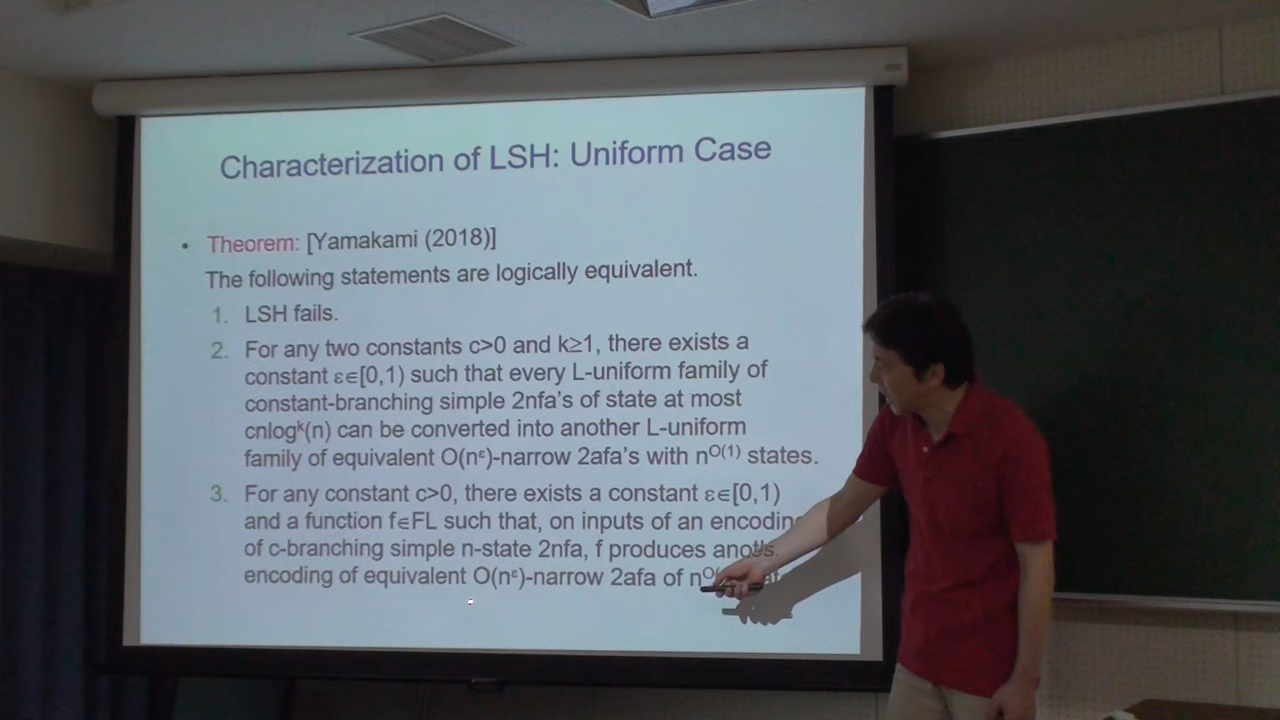 Characterization of LSH: Uniform Case
• Theorem: [Yamakami (2018)]
The following statements are logically equivalent.
1. LSH fails.
2. For any two constants c>0 and k≥1, there exists a
constant ε∈[0,1) such that every L-uniform family of
constant-branching simple 2nfa's of state at most
cnlogᵏ(n) can be converted into another L-uniform
family of equivalent O(nᵋ)-narrow 2afa's with nᴼ⁽¹⁾ states.
3. For any constant c>0, there exists a constant ε∈[0,1)
and a function f∈FL such that, on inputs of an
of c-branching simple n-state 2nfa, f produces
encoding of equivalent O(nᵋ)-narrow 2afa of